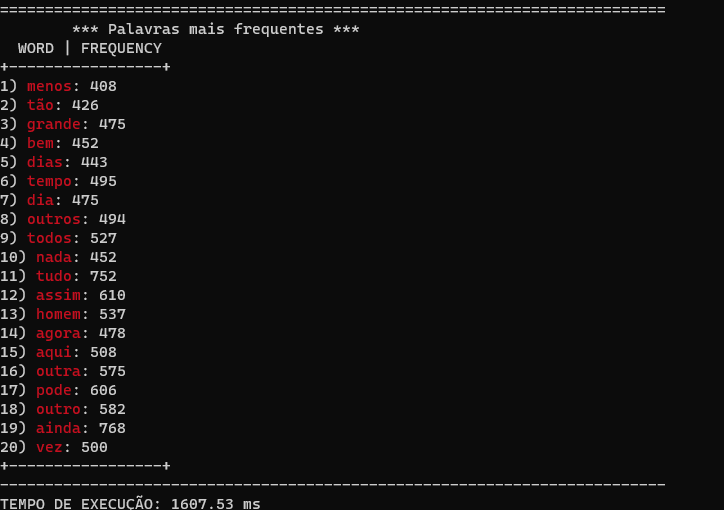 ===========================================================================
*** Palavras mais frequentes ***
WORD | FREQUENCY
+-----------------+
1) menos: 408
2) tão: 426
3) grande: 475
4) bem: 452
5) dias: 443
6) tempo: 495
7) dia: 475
8) outros: 494
9) todos: 527
10) nada: 452
11) tudo: 752
12) assim: 610
13) homem: 537
14) agora: 478
15) aqui: 508
16) outra: 575
17) pode: 606
18) outro: 582
19) ainda: 768
20) vez: 500
+-----------------+
--------------------------------------------------------------------------
TEMPO DE EXECUÇÃO: 1607.53 ms